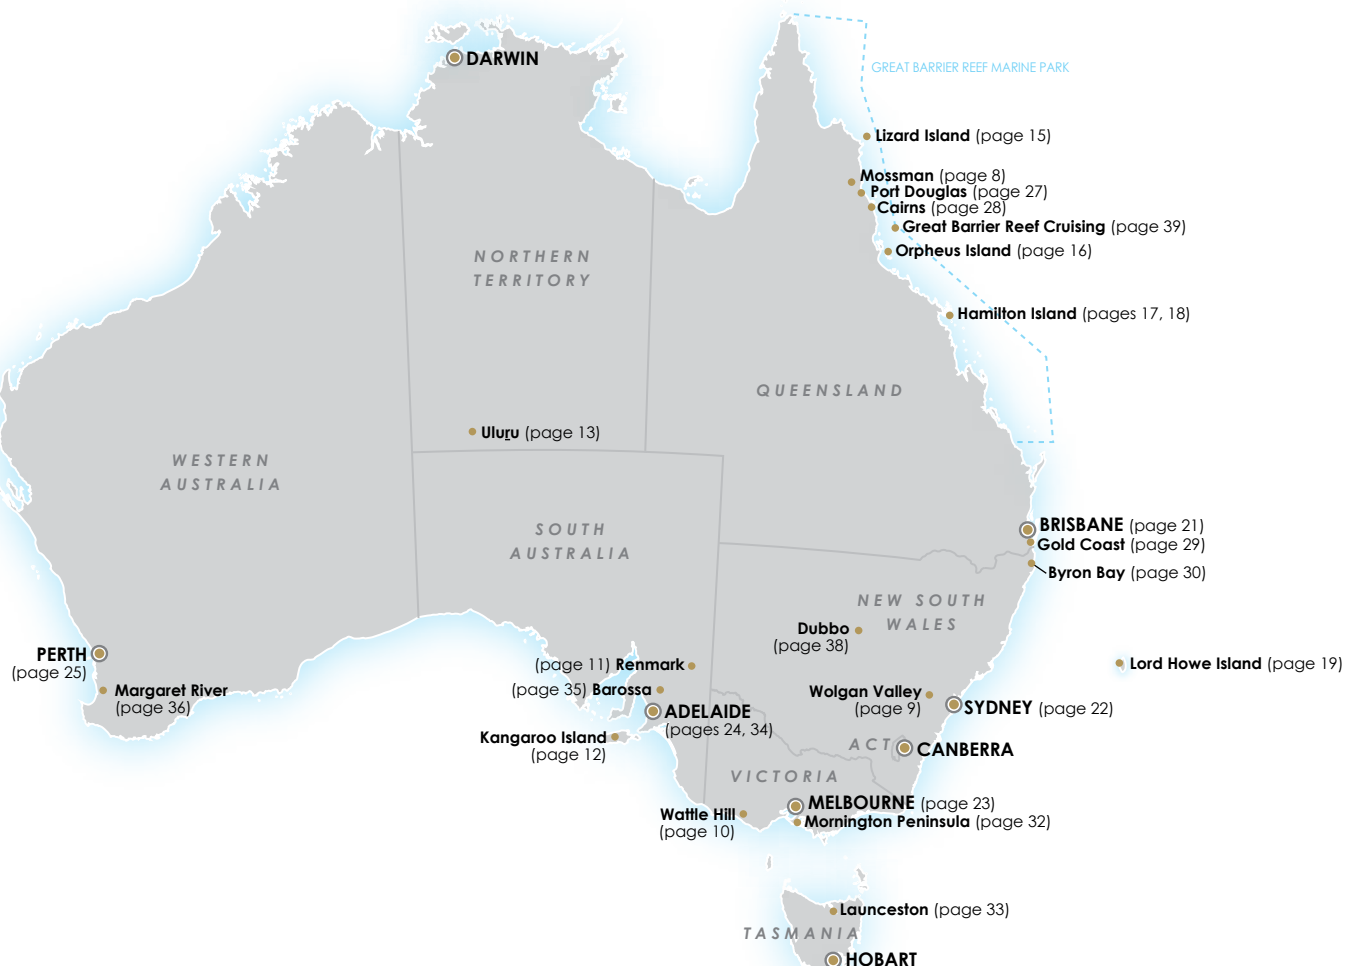 DARWIN
GREAT BARRIER REEF MARINE PARK
Lizard Island (page 15)
Mossman (page 8)
Port Douglas (page 27)
Cairns (page 28)
Great Barrier Reef Cruising (page 39)
Orpheus Island (page 16)
NORTHERN
TERRITORY
Hamilton Island (pages 17, 18)
QUEENSLAND
Uluṟu (page 13)
WESTERN
AUSTRALIA
SOUTH
AUSTRALIA
BRISBANE (page 21)
Gold Coast (page 29)
Byron Bay (page 30)
NEW SOUTH
WALES
Dubbo
(page 38)
PERTH
(page 25)
Margaret River
(page 36)
(page 11) Renmark
(page 35) Barossa
ADELAIDE
(pages 24, 34)
Kangaroo Island
(page 12)
Wolgan Valley
(page 9)
SYDNEY (page 22)
Lord Howe Island (page 19)
ACT
CANBERRA
VICTORIA
MELBOURNE (page 23)
Mornington Peninsula (page 32)
Wattle Hill
(page 10)
Launceston (page 33)
TASMANIA
HOBART